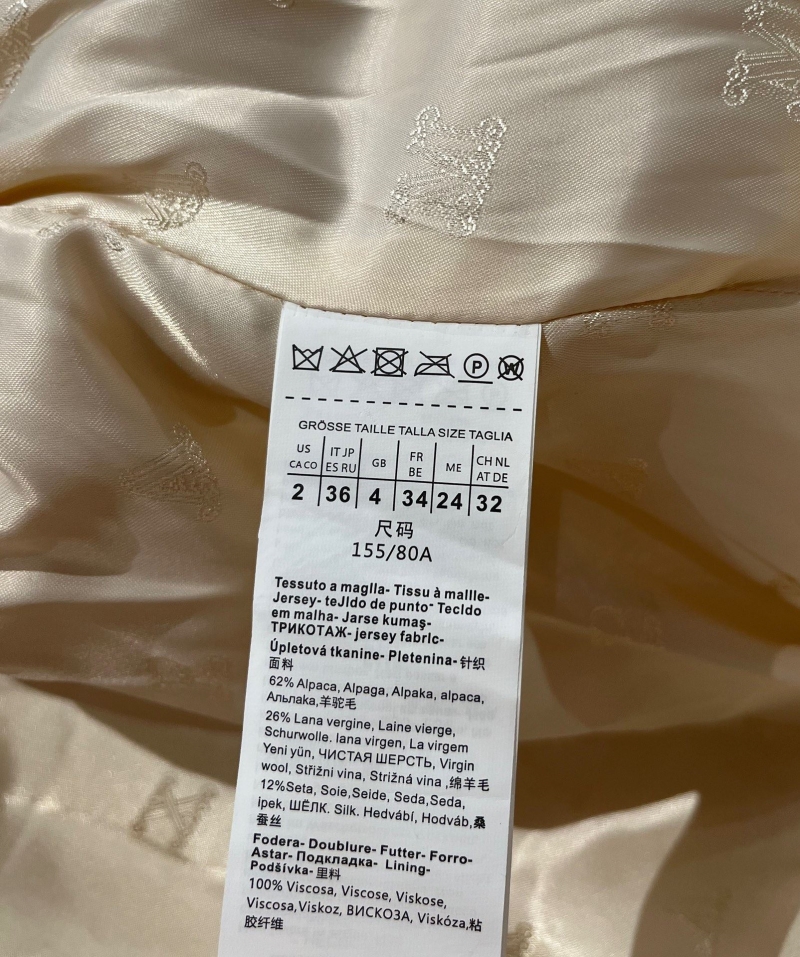 P W
GRÖSSE TAILLE TALLA SIZE TAGLIA
US CA CO | IT JP ES RU | GB | FR BE | ME | CH NL AT DE
2 | 36 | 4 | 34 | 24 | 32
尺码
155/80A
Tessuto a maglla- Tissu à mallle-
Jersey- teJldo de punto- Tecldo
em malha- Jarse kumaş-
ТРИКОТАЖ- jersey fabrlc-
Úpletová tkanine- Pletenina- 针织
面料
62% Alpaca, Alpaga, Alpaka, alpaca,
Альпака,羊驼毛
26% Lana vergine, Laine vierge,
Schurwolle. lana virgen, La virgem
Yeni yün, ЧИСТАЯ ШЕРСТЬ, Virgin
wool, Střižni vina, Strižná vina ,绵羊毛
12%Seta, Soie,Seide, Seda,Seda,
ipek, ШЁЛК. Silk. Hedvábí, Hodváb,桑
蚕丝
Fodera- Doublure- Futter- Forro-
Astar- Подкладка- Lining-
Podšívka- 里料
100% Viscosa, Viscose, Viskose,
Viscosa,Viskoz, ВИСКОЗА, Viskóza,粘
胶纤维